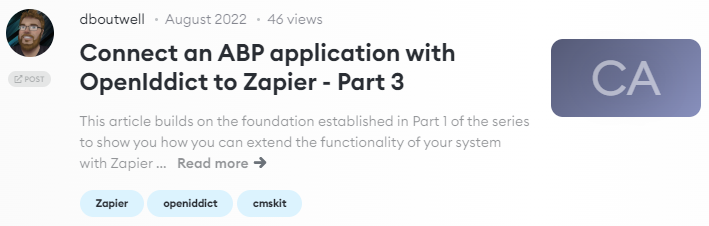 dboutwell • August 2022 • 46 views
Connect an ABP application with
OpenIddict to Zapier - Part 3
CA
POST
This article builds on the foundation established in Part 1 of the series
to show you how you can extend the functionality of your system
with Zapier ... Read more →
Zapier openiddict cmskit